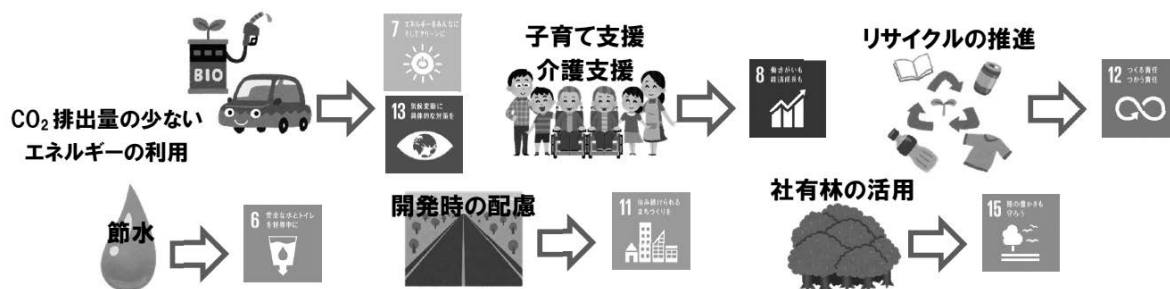 BIO
CO₂排出量の少ない
エネルギーの利用
7 エネルギーをみんなに
そしてクリーンに
13 気候変動に
具体的な対策を
子育て支援
介護支援
8 働きがいも
経済成長も
リサイクルの推進
12 つくる責任
つかう責任
節水
6 安全な水とトイレ
を世界中に
開発時の配慮
11 住み続けられる
まちづくりを
社有林の活用
15 陸の豊かさも
守ろう